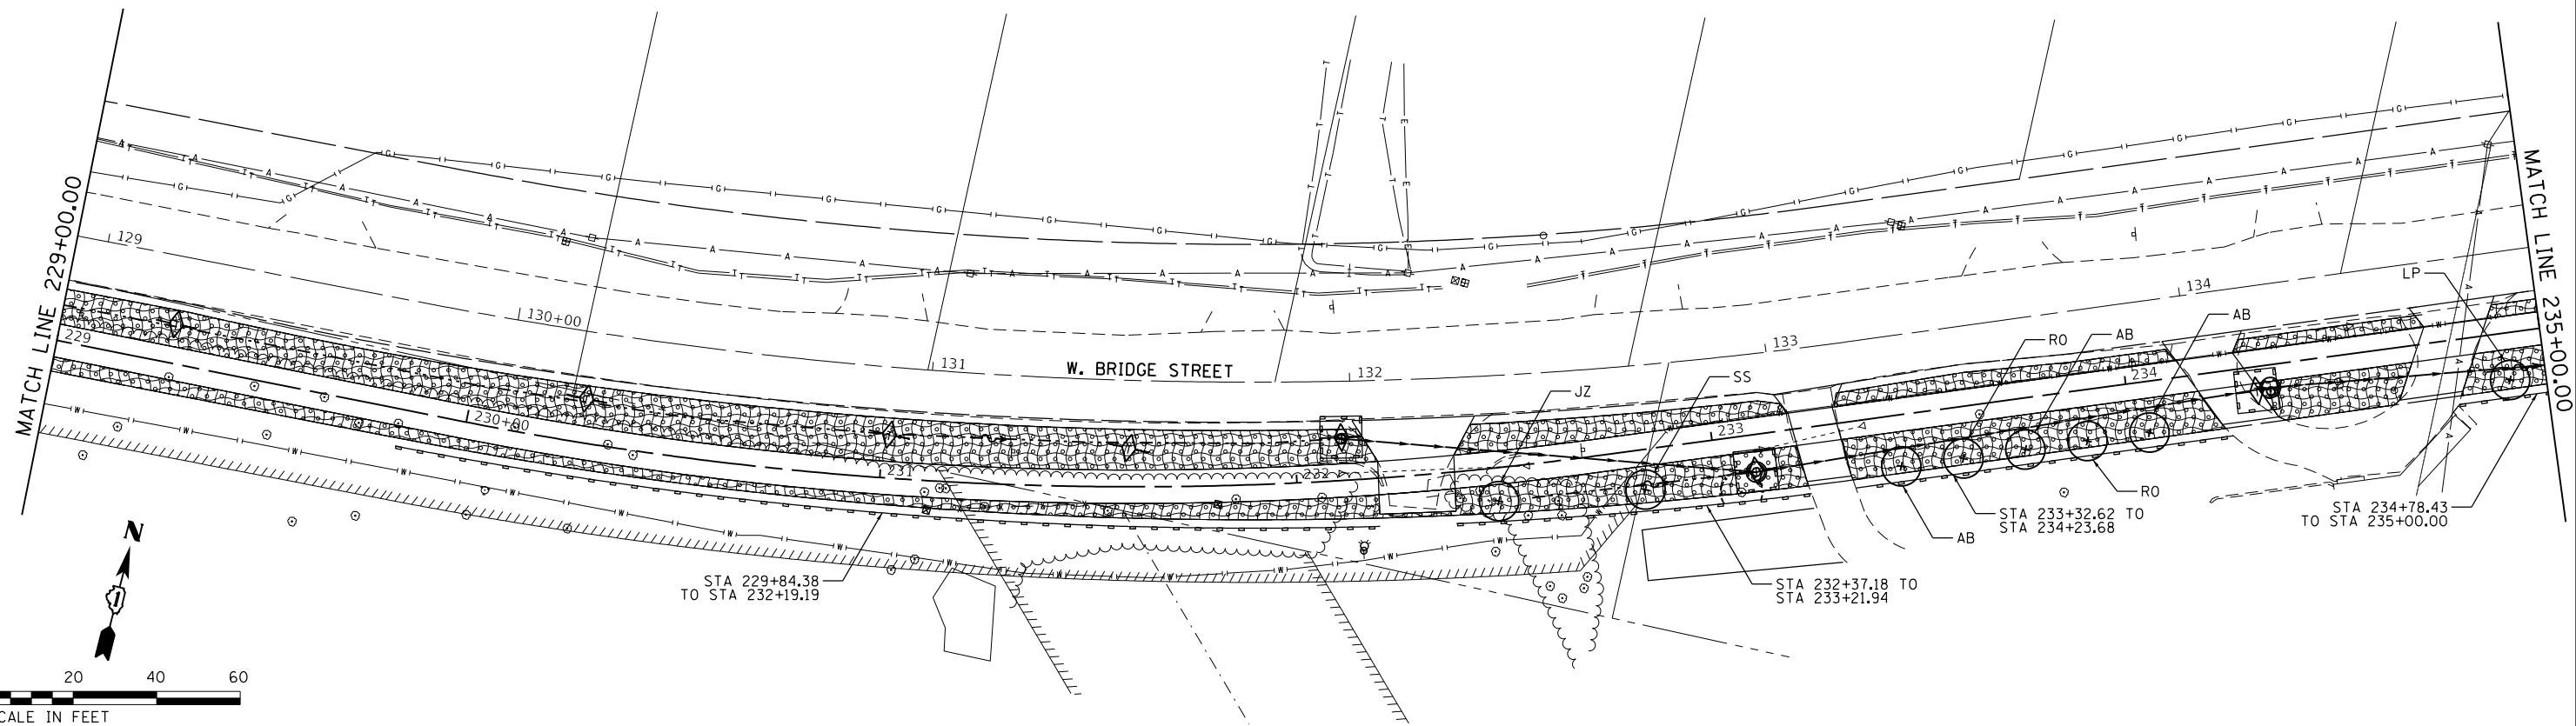 MATCH LINE 229+00.00
MATCH LINE 235+00.00
129
130+00
131
W. BRIDGE STREET
132
133
134
229
230+00
231
232
233
234
JZ
SS
RO
AB
AB
LP
AB
RO
STA 229+84.38
TO STA 232+19.19
STA 232+37.18 TO
STA 233+21.94
STA 233+32.62 TO
STA 234+23.68
STA 234+78.43
TO STA 235+00.00
N
1
20 40 60
CALE IN FEET